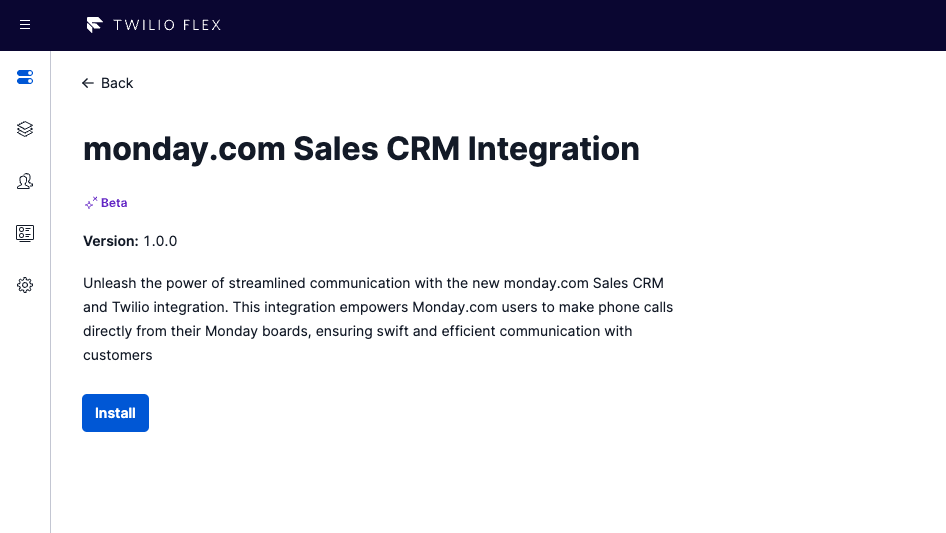 TWILIO FLEX
Back
monday.com Sales CRM Integration
Beta
Version: 1.0.0
Unleash the power of streamlined communication with the new monday.com Sales CRM
and Twilio integration. This integration empowers Monday.com users to make phone calls
directly from their Monday boards, ensuring swift and efficient communication with
customers
Install